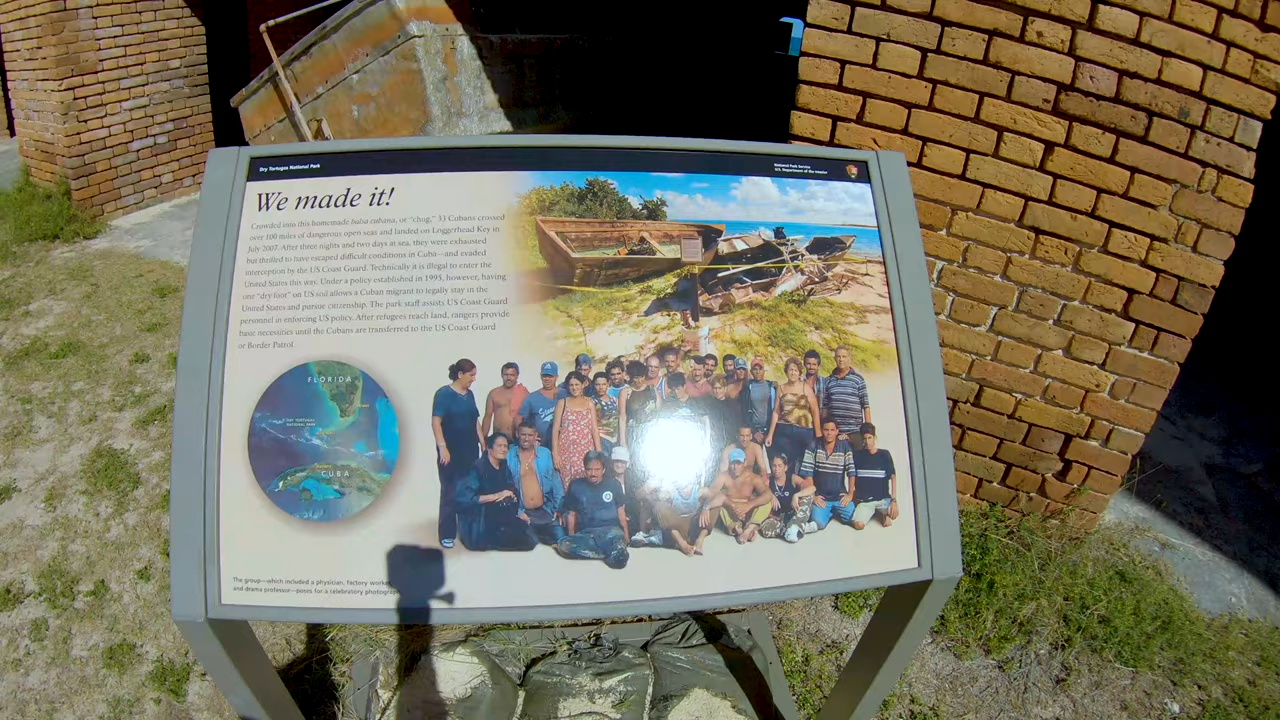 Dry Tortugas National Park
National Park Service
U.S. Department of the Interior
We made it!
Crowded into this homemade balsa cubana, or "chug," 33 Cubans crossed
over 100 miles of dangerous open seas and landed on Loggerhead Key in
July 2007. After three nights and two days at sea, they were exhausted
but thrilled to have escaped difficult conditions in Cuba—and evaded
interception by the US Coast Guard. Technically it is illegal to enter the
United States this way. Under a policy established in 1995, however, having
one "dry foot" on US soil allows a Cuban migrant to legally stay in the
United States and pursue citizenship. The park staff assists US Coast Guard
personnel in enforcing US policy. After refugees reach land, rangers provide
basic necessities until the Cubans are transferred to the US Coast Guard
or Border Patrol.
FLORIDA
DRY TORTUGAS
NATIONAL PARK
CUBA
The group—which included a physician, factory worker,
and drama professor—poses for a celebratory photograph.